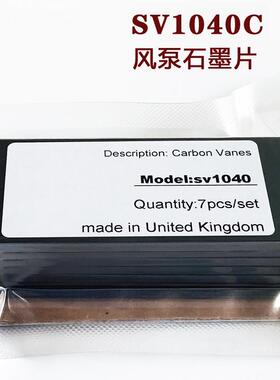 SV1040C
风泵石墨片
Description: Carbon Vanes
Model:sv1040
Quantity:7pcs/set
made in United Kingdom